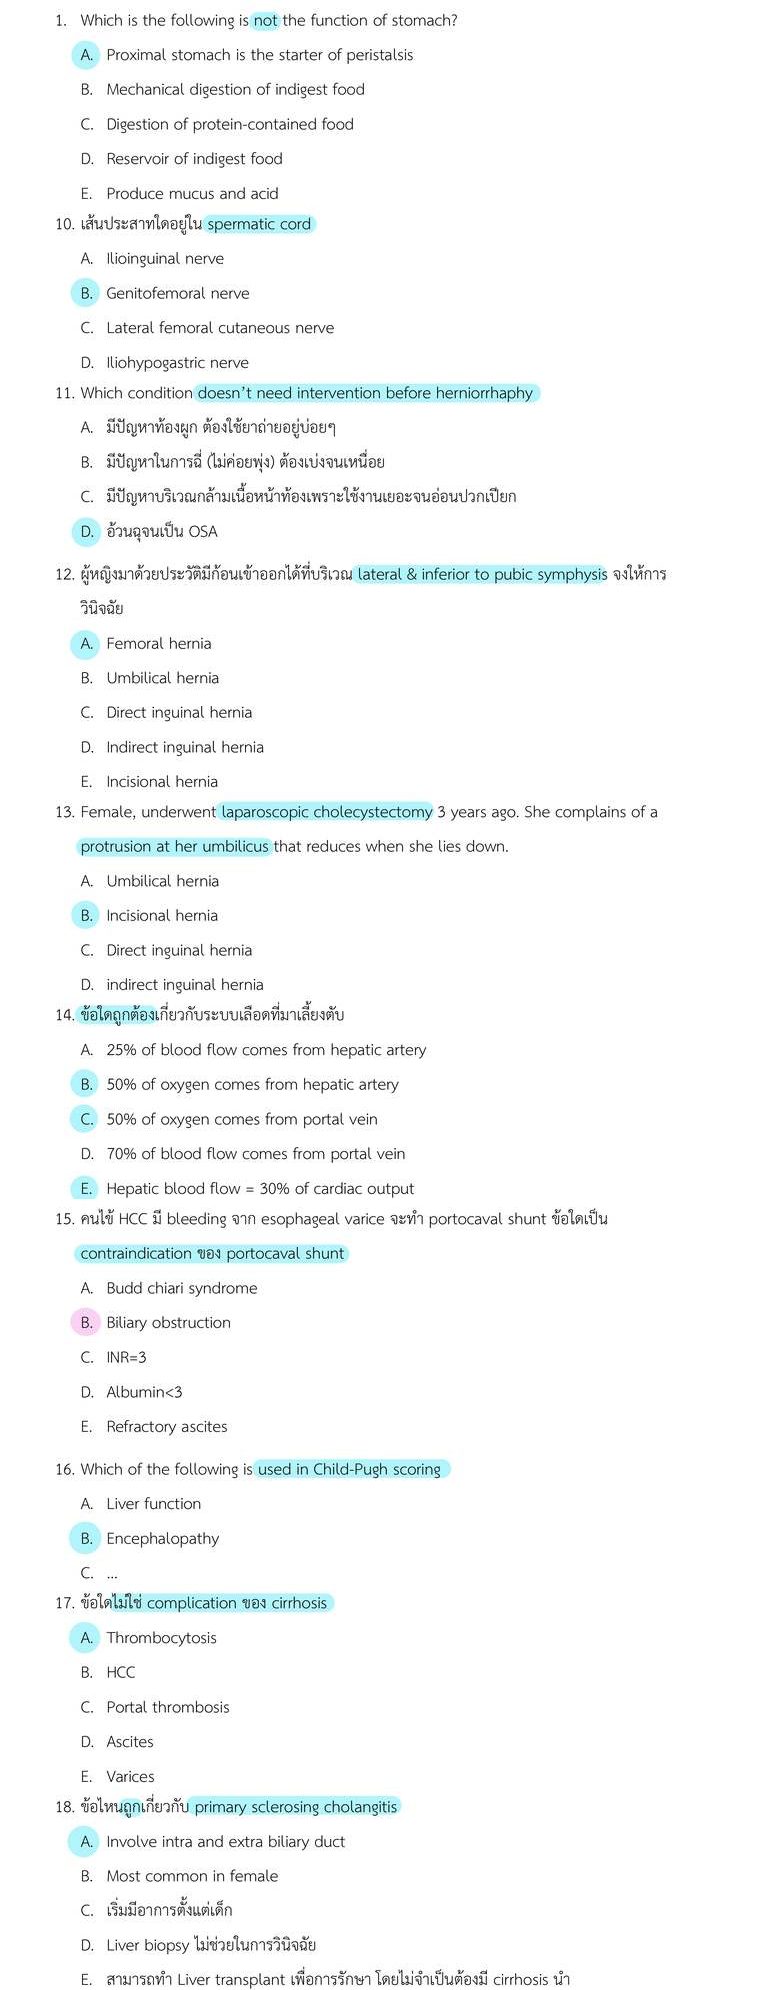 1. Which is the following is not the function of stomach?
A. Proximal stomach is the starter of peristalsis
B. Mechanical digestion of indigest food
C. Digestion of protein-contained food
D. Reservoir of indigest food
E. Produce mucus and acid
10. เส้นประสาทใดอยู่ใน spermatic cord
A. Ilioinguinal nerve
B. Genitofemoral nerve
C. Lateral femoral cutaneous nerve
D. Iliohypogastric nerve
11. Which condition doesn't need intervention before herniorrhaphy
A. มีปัญหาท้องผูก ต้องใช้ยาถ่ายอยู่บ่อยๆ
B. มีปัญหาในการฉี่ (ไม่ค่อยพุ่ง) ต้องเบ่งจนเหนื่อย
C. มีปัญหาบริเวณกล้ามเนื้อหน้าท้องเพราะใช้งานเยอะจนอ่อนปวกเปียก
D. อ้วนฉุจนเป็น OSA
12. ผู้หญิงมาด้วยประวัติมีก้อนเข้าออกได้ที่บริเวณ lateral & inferior to pubic symphysis จงให้การ
วินิจฉัย
A. Femoral hernia
B. Umbilical hernia
C. Direct inguinal hernia
D. Indirect inguinal hernia
E. Incisional hernia
13. Female, underwent laparoscopic cholecystectomy 3 years ago. She complains of a
protrusion at her umbilicus that reduces when she lies down.
A. Umbilical hernia
B. Incisional hernia
C. Direct inguinal hernia
D. indirect inguinal hernia
14. ข้อใดถูกต้องเกี่ยวกับระบบเลือดที่มาเลี้ยงตับ
A. 25% of blood flow comes from hepatic artery
B. 50% of oxygen comes from hepatic artery
C. 50% of oxygen comes from portal vein
D. 70% of blood flow comes from portal vein
E. Hepatic blood flow = 30% of cardiac output
15. คนไข้ HCC มี bleeding จาก esophageal varice จะทำ portocaval shunt ข้อใดเป็น
contraindication ของ portocaval shunt
A. Budd chiari syndrome
B. Biliary obstruction
C. INR=3
D. Albumin<3
E. Refractory ascites
16. Which of the following is used in Child-Pugh scoring
A. Liver function
B. Encephalopathy
C. ...
17. ข้อใดไม่ใช่ complication ของ cirrhosis
A. Thrombocytosis
B. HCC
C. Portal thrombosis
D. Ascites
E. Varices
18. ข้อไหนถูกเกี่ยวกับ primary sclerosing cholangitis
A. Involve intra and extra biliary duct
B. Most common in female
C. เริ่มมีอาการตั้งแต่เด็ก
D. Liver biopsy ไม่ช่วยในการวินิจฉัย
E. สามารถทำ Liver transplant เพื่อการรักษา โดยไม่จำเป็นต้องมี cirrhosis นำ